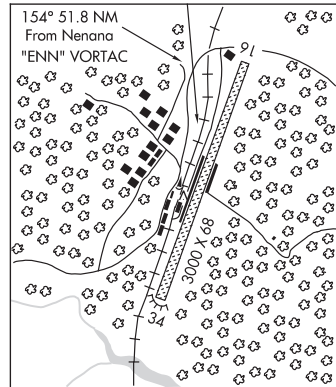 154° 51.8 NM
From Nenana
"ENN" VORTAC
16
3000 X 68
34